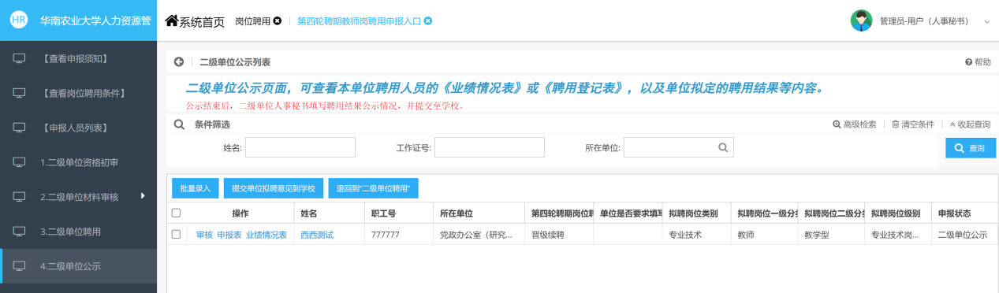 HR 华南农业大学人力资源管 系统首页 岗位聘用 第四轮聘期教师岗聘用申报入口 管理员-用户（人事秘书）
【查看申报须知】
【查看岗位聘用条件】
【申报人员列表】
1.二级单位资格初审
2.二级单位材料审核
3.二级单位聘用
4.二级单位公示
二级单位公示列表 帮助
二级单位公示页面，可查看本单位聘用人员的《业绩情况表》或《聘用登记表》，以及单位拟定的聘用结果等内容。
公示结束后，二级单位人事秘书填写聘用结果公示情况，并提交至学校。
条件筛选 高级检索 清空条件 收起查询
姓名: 工作证号: 所在单位: 查询
批量录入 提交单位拟聘意见到学校 退回到“二级单位聘用”
操作 姓名 职工号 所在单位 第四轮聘期岗位聘 单位是否要求填写 拟聘岗位类别 拟聘岗位一级分类 拟聘岗位二级分类 拟聘岗位级别 申报状态
审核 申报表 业绩情况表 西西测试 777777 党政办公室（研究... 晋级续聘 专业技术 教师 教学型 专业技术岗... 二级单位公示